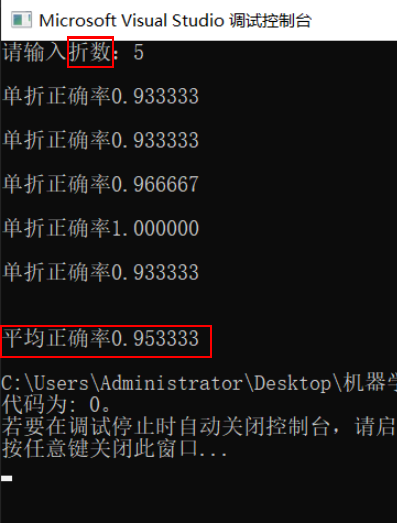 Microsoft Visual Studio 调试控制台
请输入折数：5
单折正确率0.933333
单折正确率0.933333
单折正确率0.966667
单折正确率1.000000
单折正确率0.933333
平均正确率0.953333
C:\Users\Administrator\Desktop\机器学
代码为: 0。
若要在调试停止时自动关闭控制台，请启
按任意键关闭此窗口...